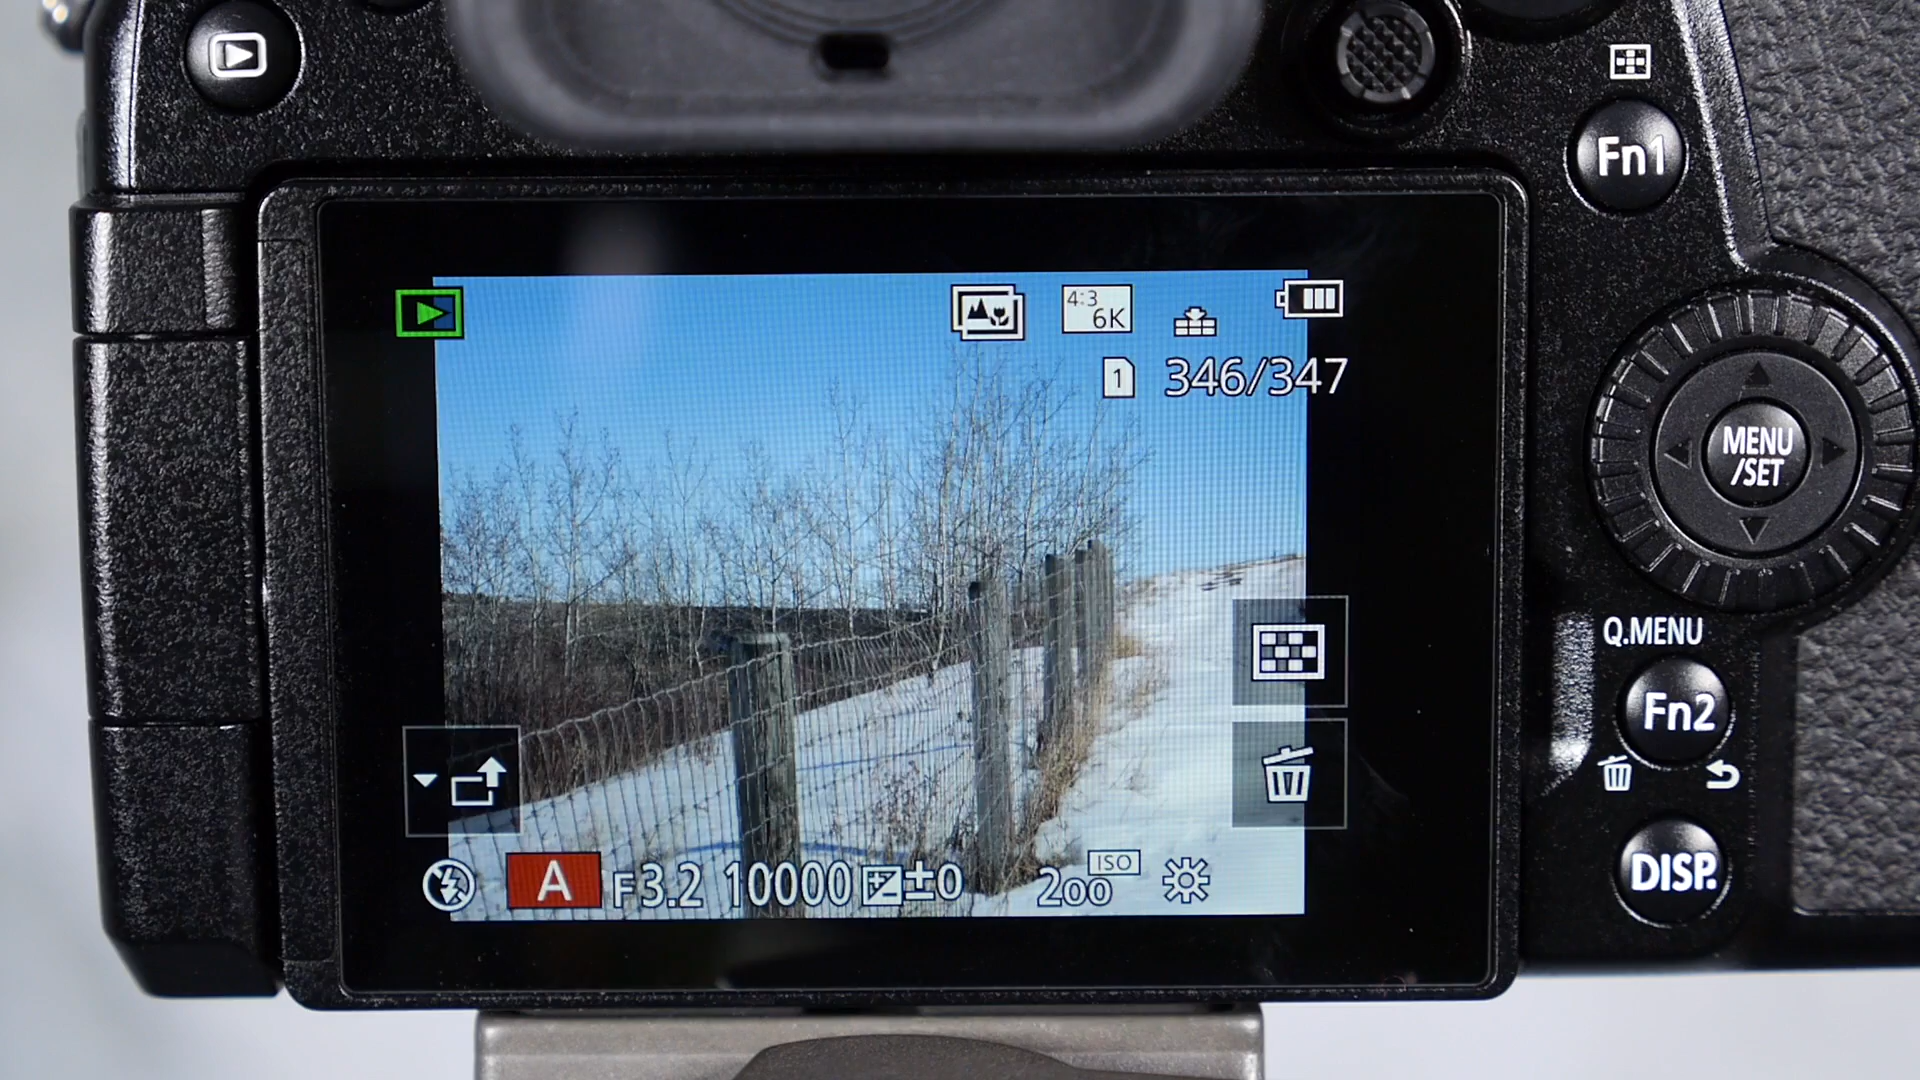 Fn1
4:3
6K
1 346/347
MENU
/SET
Q.MENU
Fn2
A F3.2 10000 ±0 200 ISO
DISP.